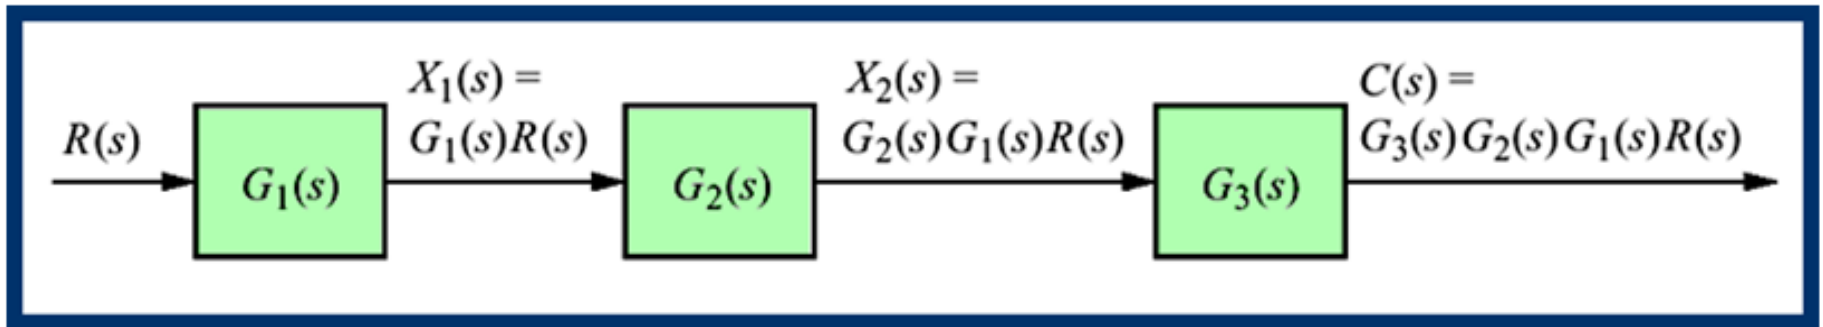 R(s)
G₁(s)
X₁(s) =
G₁(s)R(s)
G₂(s)
X₂(s) =
G₂(s)G₁(s)R(s)
G₃(s)
C(s) =
G₃(s)G₂(s)G₁(s)R(s)